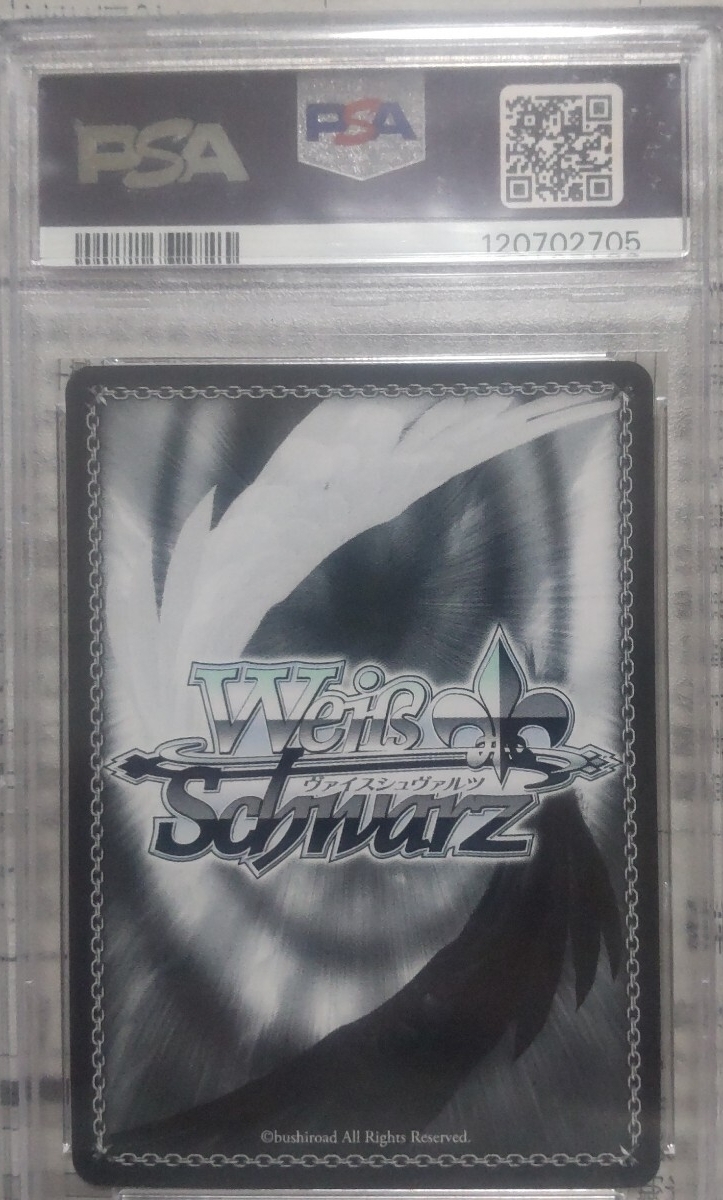 PSA
PSA
120702705
Weiß
ヴァイスシュヴァルツ
Schwarz
©bushiroad All Rights Reserved.